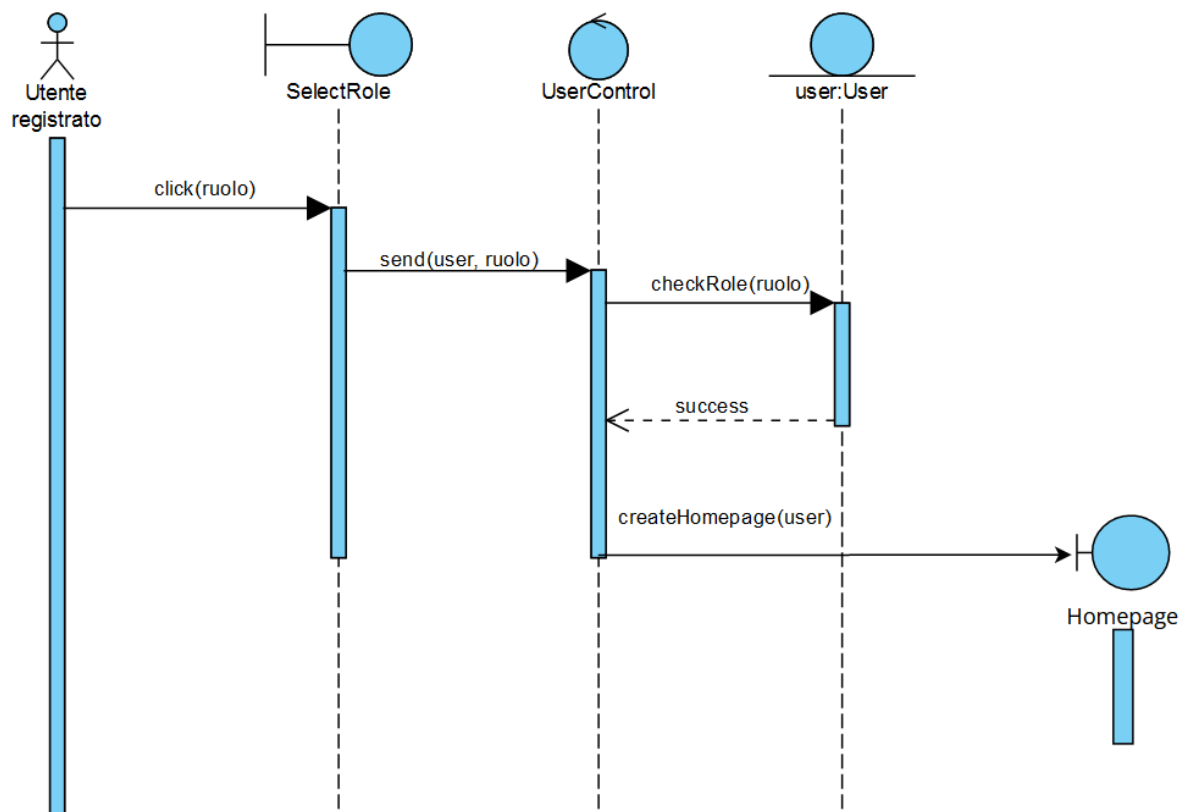 Utente
registrato
SelectRole
UserControl
user:User
click(ruolo)
send(user, ruolo)
checkRole(ruolo)
success
createHomepage(user)
Homepage